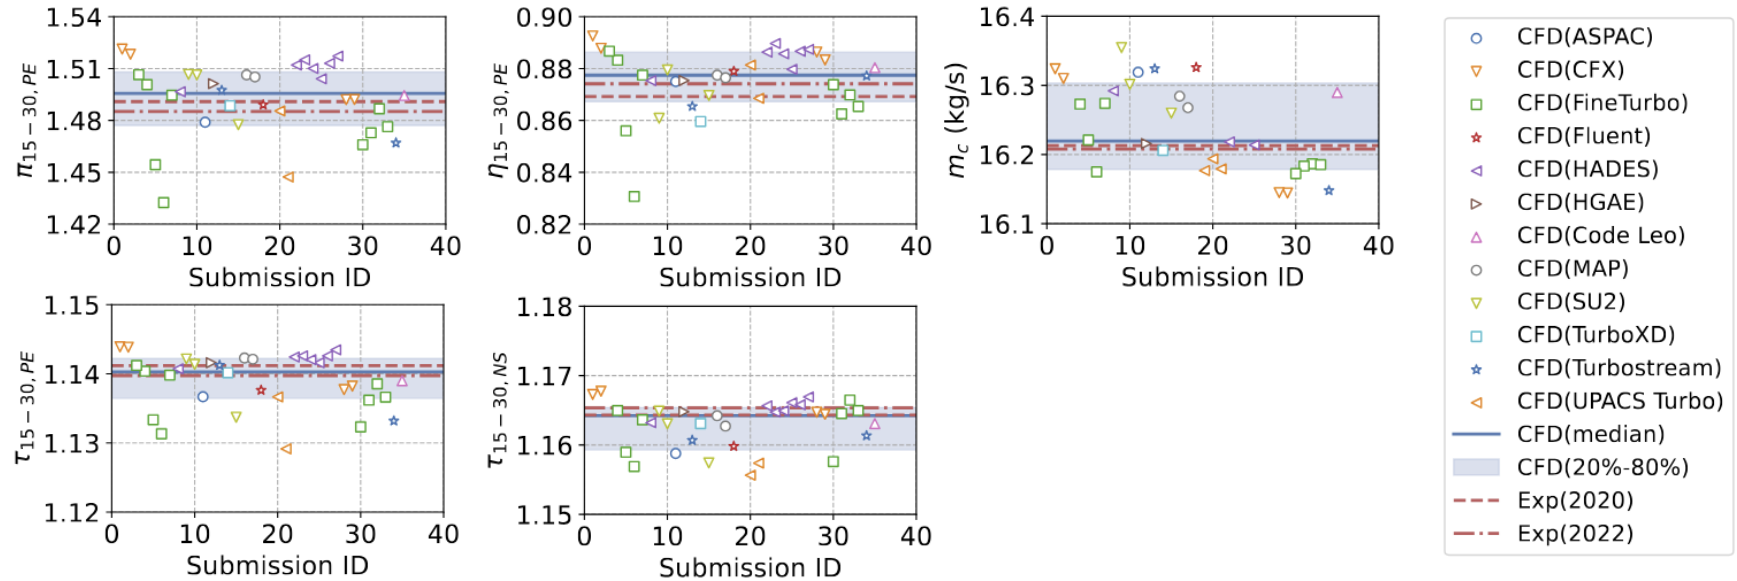 1.54
1.51
1.48
1.45
1.42
π15−30, PE
0 10 20 30 40
Submission ID
0.90
0.88
0.86
0.84
0.82
η15−30, PE
0 10 20 30 40
Submission ID
16.4
16.3
16.2
16.1
mc (kg/s)
0 10 20 30 40
Submission ID
1.15
1.14
1.13
1.12
τ15−30, PE
0 10 20 30 40
Submission ID
1.18
1.17
1.16
1.15
τ15−30, NS
0 10 20 30 40
Submission ID
CFD(ASPAC)
CFD(CFX)
CFD(FineTurbo)
CFD(Fluent)
CFD(HADES)
CFD(HGAE)
CFD(Code Leo)
CFD(MAP)
CFD(SU2)
CFD(TurboXD)
CFD(Turbostream)
CFD(UPACS Turbo)
CFD(median)
CFD(20%-80%)
Exp(2020)
Exp(2022)